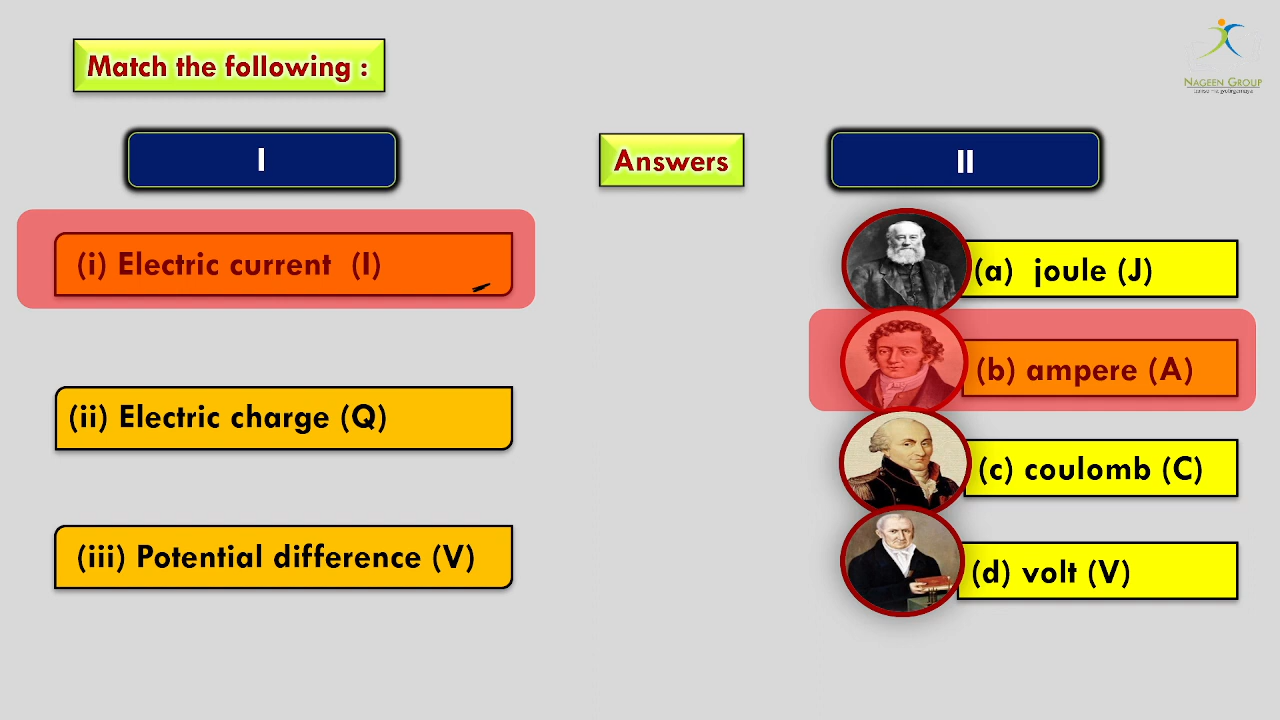 Match the following :
NAGEEN GROUP
I
Answers
II
(i) Electric current (I)
(a) joule (J)
(b) ampere (A)
(ii) Electric charge (Q)
(c) coulomb (C)
(iii) Potential difference (V)
(d) volt (V)